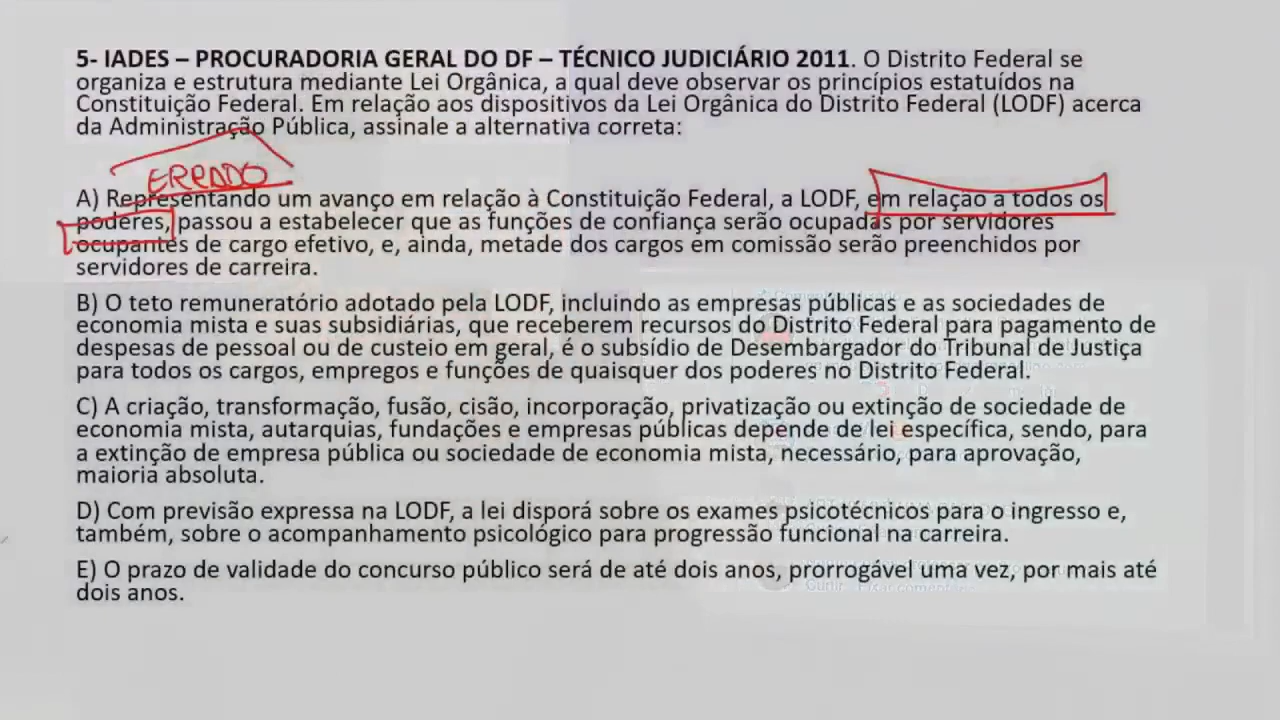 5- IADES – PROCURADORIA GERAL DO DF – TÉCNICO JUDICIÁRIO 2011. O Distrito Federal se
organiza e estrutura mediante Lei Orgânica, a qual deve observar os princípios estatuídos na
Constituição Federal. Em relação aos dispositivos da Lei Orgânica do Distrito Federal (LODF) acerca
da Administração Pública, assinale a alternativa correta:
ERRADO
A) Representando um avanço em relação à Constituição Federal, a LODF, em relação a todos os
poderes, passou a estabelecer que as funções de confiança serão ocupadas por servidores
ocupantes de cargo efetivo, e, ainda, metade dos cargos em comissão serão preenchidos por
servidores de carreira.
B) O teto remuneratório adotado pela LODF, incluindo as empresas públicas e as sociedades de
economia mista e suas subsidiárias, que receberem recursos do Distrito Federal para pagamento de
despesas de pessoal ou de custeio em geral, é o subsídio de Desembargador do Tribunal de Justiça
para todos os cargos, empregos e funções de quaisquer dos poderes no Distrito Federal.
C) A criação, transformação, fusão, cisão, incorporação, privatização ou extinção de sociedade de
economia mista, autarquias, fundações e empresas públicas depende de lei específica, sendo, para
a extinção de empresa pública ou sociedade de economia mista, necessário, para aprovação,
maioria absoluta.
D) Com previsão expressa na LODF, a lei disporá sobre os exames psicotécnicos para o ingresso e,
também, sobre o acompanhamento psicológico para progressão funcional na carreira.
E) O prazo de validade do concurso público será de até dois anos, prorrogável uma vez, por mais até
dois anos.